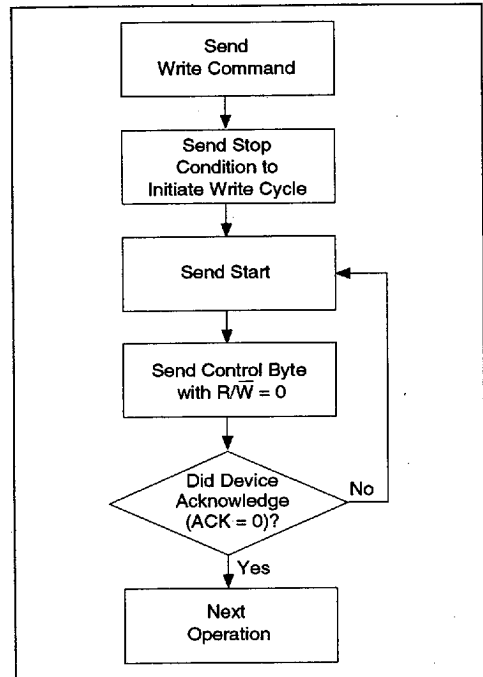 Send
Write Command
Send Stop
Condition to
Initiate Write Cycle
Send Start
Send Control Byte
with R/W̅ = 0
Did Device
Acknowledge
(ACK = 0)?
No
Yes
Next
Operation